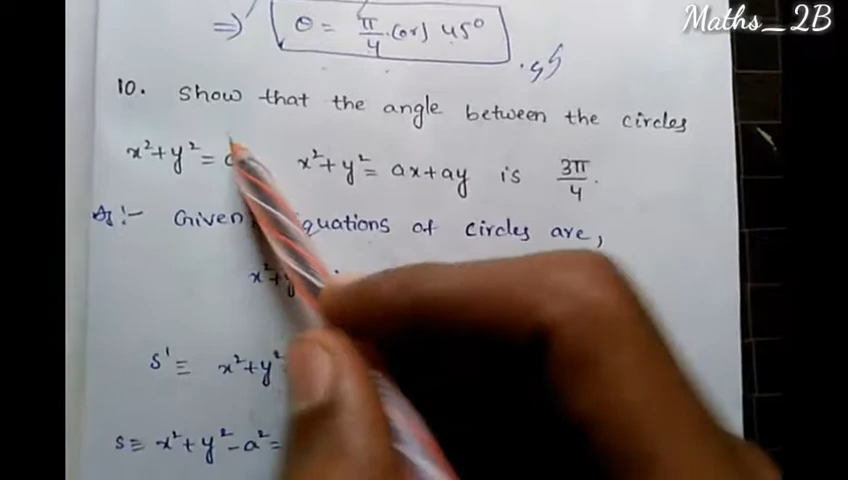 Maths_2B
⇒ θ = π/4 (or) 45°
10. Show that the angle between the circles
x² + y² = x² + y² = ax + ay is 3π/4.
Given equations of circles are,
x² + y
S' ≡ x² + y²
S ≡ x² + y² - a² =